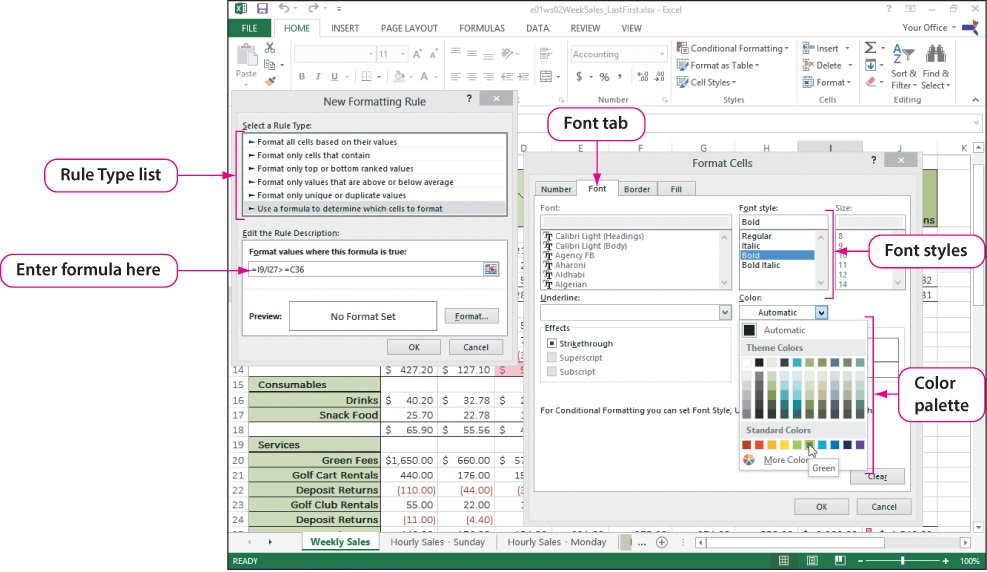 e01ws02WeekSales_LastFirst.xlsx - Excel
FILE HOME INSERT PAGE LAYOUT FORMULAS DATA REVIEW VIEW Your Office
Paste
11
B I U
Accounting
$ % ,
Number
Conditional Formatting
Format as Table
Cell Styles
Styles
Insert
Delete
Format
Cells
Sort & Filter
Find & Select
Editing
New Formatting Rule
Select a Rule Type:
► Format all cells based on their values
► Format only cells that contain
► Format only top or bottom ranked values
► Format only values that are above or below average
► Format only unique or duplicate values
► Use a formula to determine which cells to format
Edit the Rule Description:
Format values where this formula is true:
=I9/I27>=C36
Preview:
No Format Set
Format...
OK Cancel
Rule Type list
Enter formula here
Font tab
Font styles
Color palette
D E F G H I J K
Format Cells
Number Font Border Fill
Font:
Calibri Light (Headings)
Calibri Light (Body)
Agency FB
Aharoni
Aldhabi
Algerian
Font style:
Bold
Regular
Italic
Bold
Bold Italic
Size:
8
9
10
11
12
14
Underline:
Color:
Automatic
Effects
Strikethrough
Superscript
Subscript
Automatic
Theme Colors
Standard Colors
More Color
Green
For Conditional Formatting you can set Font Style, U
Clear
OK Cancel
14 $ 427.20 $ 127.10 $
15 Consumables
16 Drinks $ 40.20 $ 32.78 $
17 Snack Food 25.70 22.78
18 $ 65.90 $ 55.56 $
19 Services
20 Green Fees $1,650.00 $ 660.00 $ 57
21 Golf Cart Rentals 440.00 176.00 15
22 Deposit Returns (110.00) (44.00)
23 Golf Club Rentals 55.00 22.00
24 Deposit Returns (11.00) (4.40)
Weekly Sales Hourly Sales - Sunday Hourly Sales - Monday ...
READY 100%